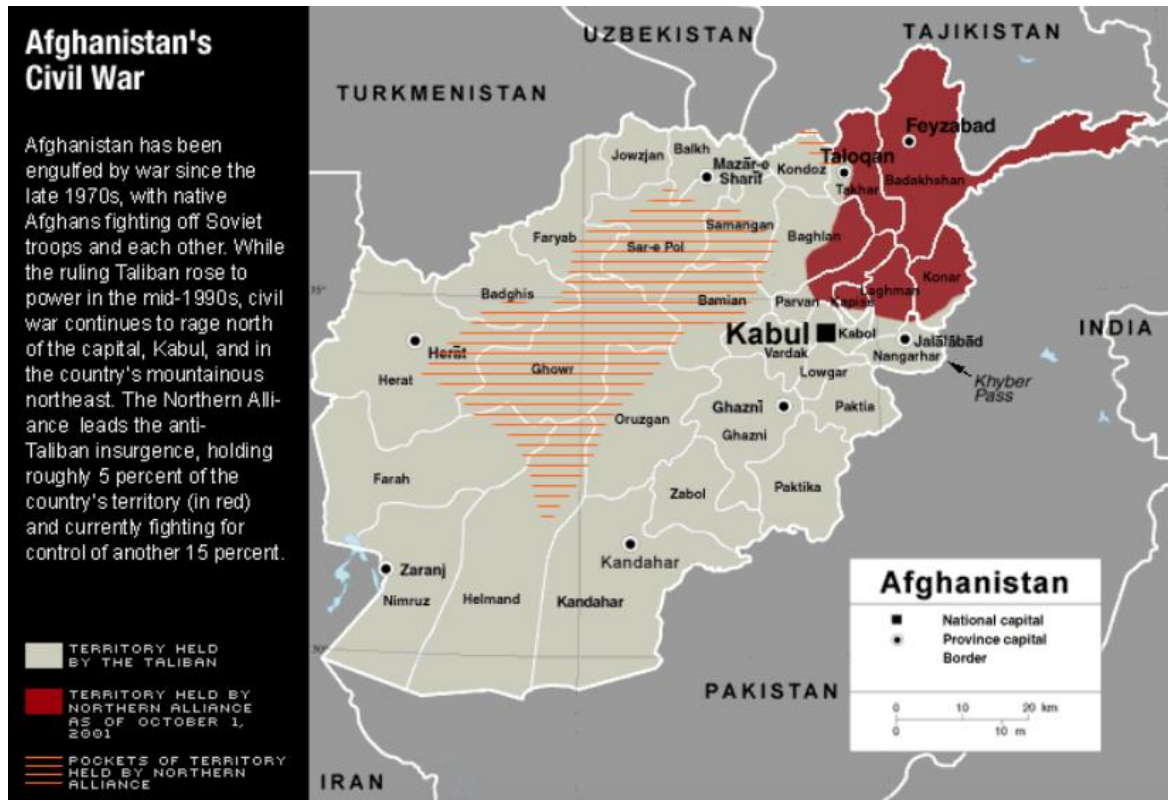 Afghanistan's
Civil War
Afghanistan has been
engulfed by war since the
late 1970s, with native
Afghans fighting off Soviet
troops and each other. While
the ruling Taliban rose to
power in the mid-1990s, civil
war continues to rage north
of the capital, Kabul, and in
the country's mountainous
northeast. The Northern Alli-
ance leads the anti-
Taliban insurgence, holding
roughly 5 percent of the
country's territory (in red)
and currently fighting for
control of another 15 percent.
TERRITORY HELD
BY THE TALIBAN
TERRITORY HELD BY
NORTHERN ALLIANCE
AS OF OCTOBER 1,
2001
POCKETS OF TERRITORY
HELD BY NORTHERN
ALLIANCE
UZBEKISTAN
TAJIKISTAN
TURKMENISTAN
Feyzabad
Jowzjan
Balkh
Mazār-e
Sharīf
Kondoz
Taloqan
Takhar
Badakhshan
Faryab
Sar-e Pol
Samangan
Baghlan
Konar
Laghman
35°
Badghis
Bamian
Parvan
Kapisa
INDIA
Kabul
Kabol
Jalālābād
Herāt
Vardak
Nangarhar
Herat
Ghowr
Lowgar
Khyber
Pass
Oruzgan
Ghaznī
Paktia
Ghazni
Farah
Zabol
Paktika
Kandahar
Zaranj
Nimruz
Helmand
Kandahar
30°
PAKISTAN
IRAN
Afghanistan
National capital
Province capital
Border
0 10 20 km
0 10 m